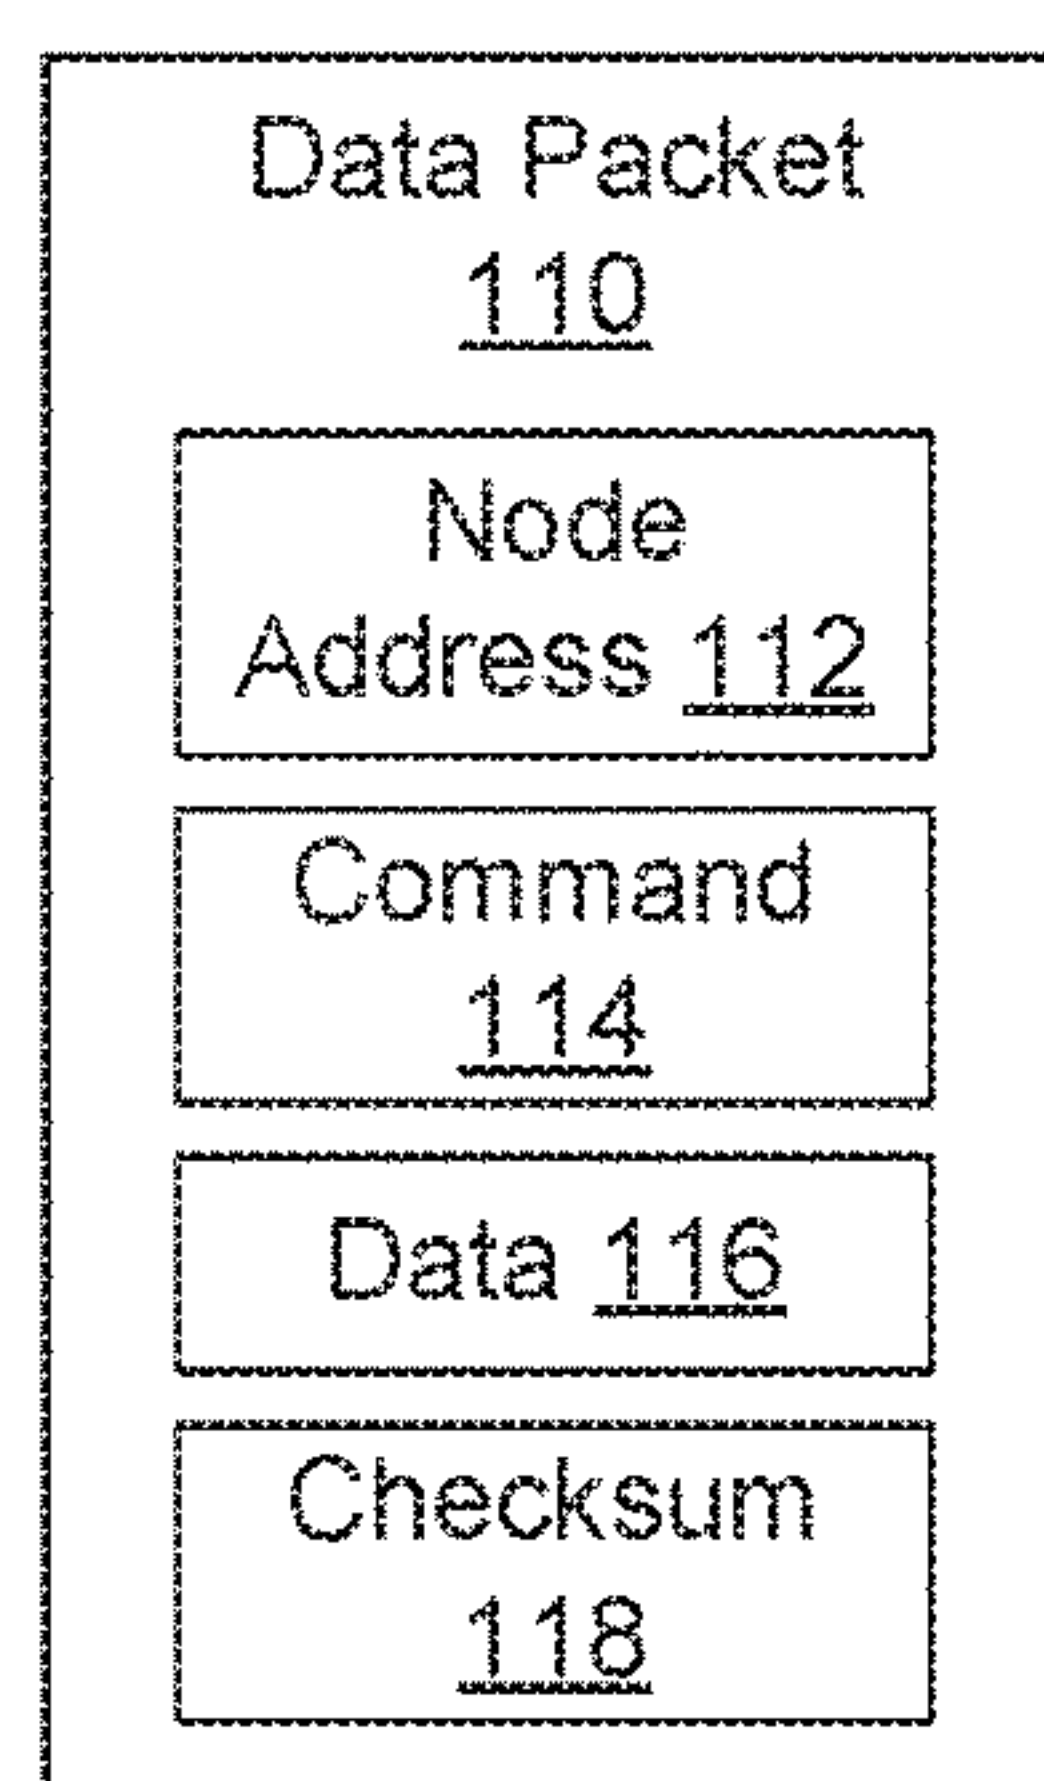 Data Packet
110
Node
Address 112
Command
114
Data 116
Checksum
118